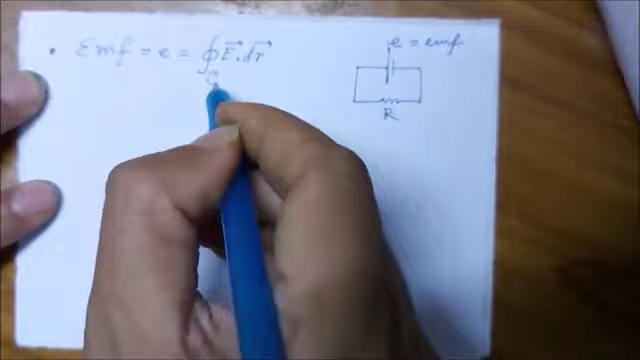 • Emf = e = ∮E⃗.dr⃗
C
e = emf
R